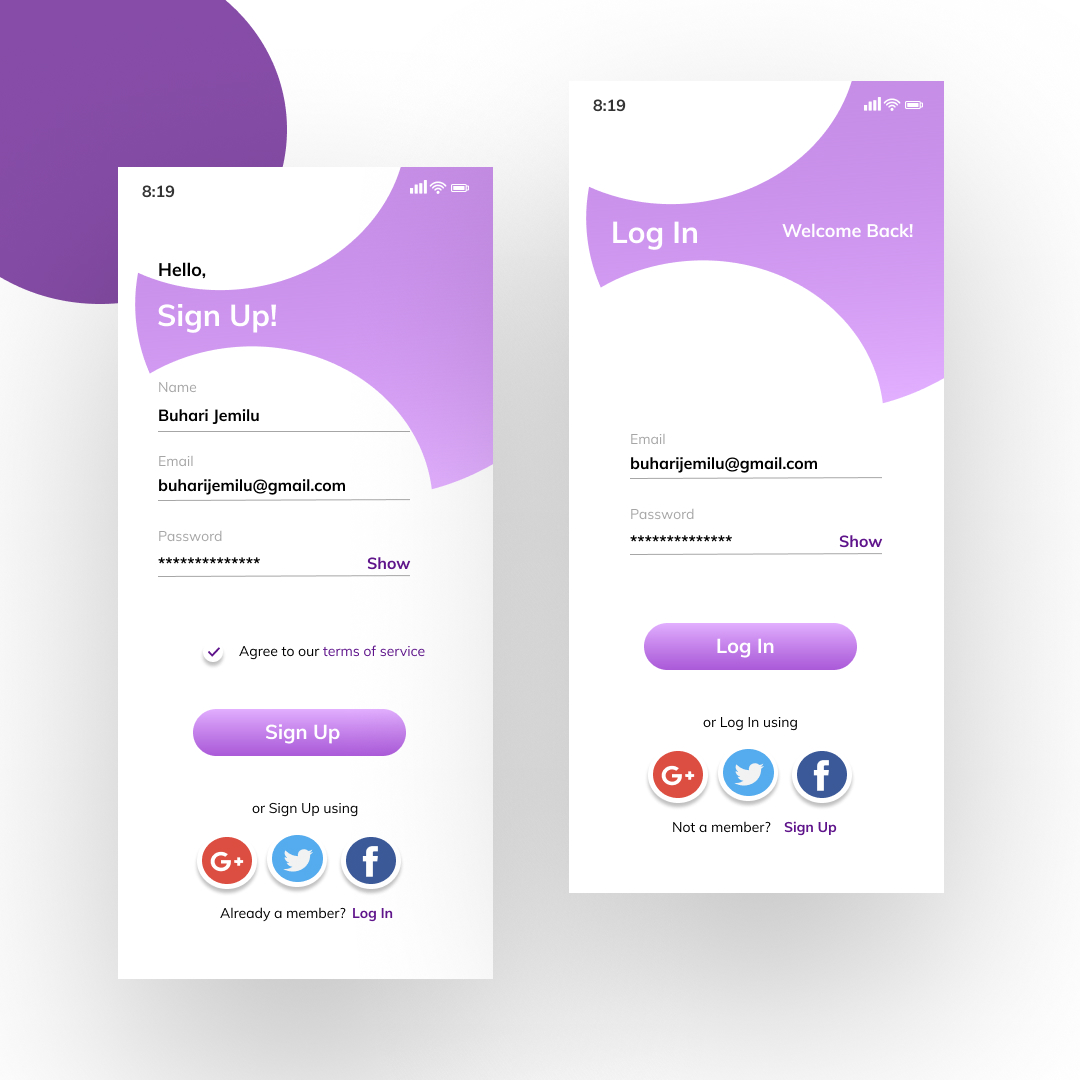 8:19
Hello,
Sign Up!
Name
Buhari Jemilu
Email
buharijemilu@gmail.com
Password
************** Show
Agree to our terms of service
Sign Up
or Sign Up using
G+
f
Already a member? Log In
8:19
Log In Welcome Back!
Email
buharijemilu@gmail.com
Password
************** Show
Log In
or Log In using
G+
f
Not a member? Sign Up